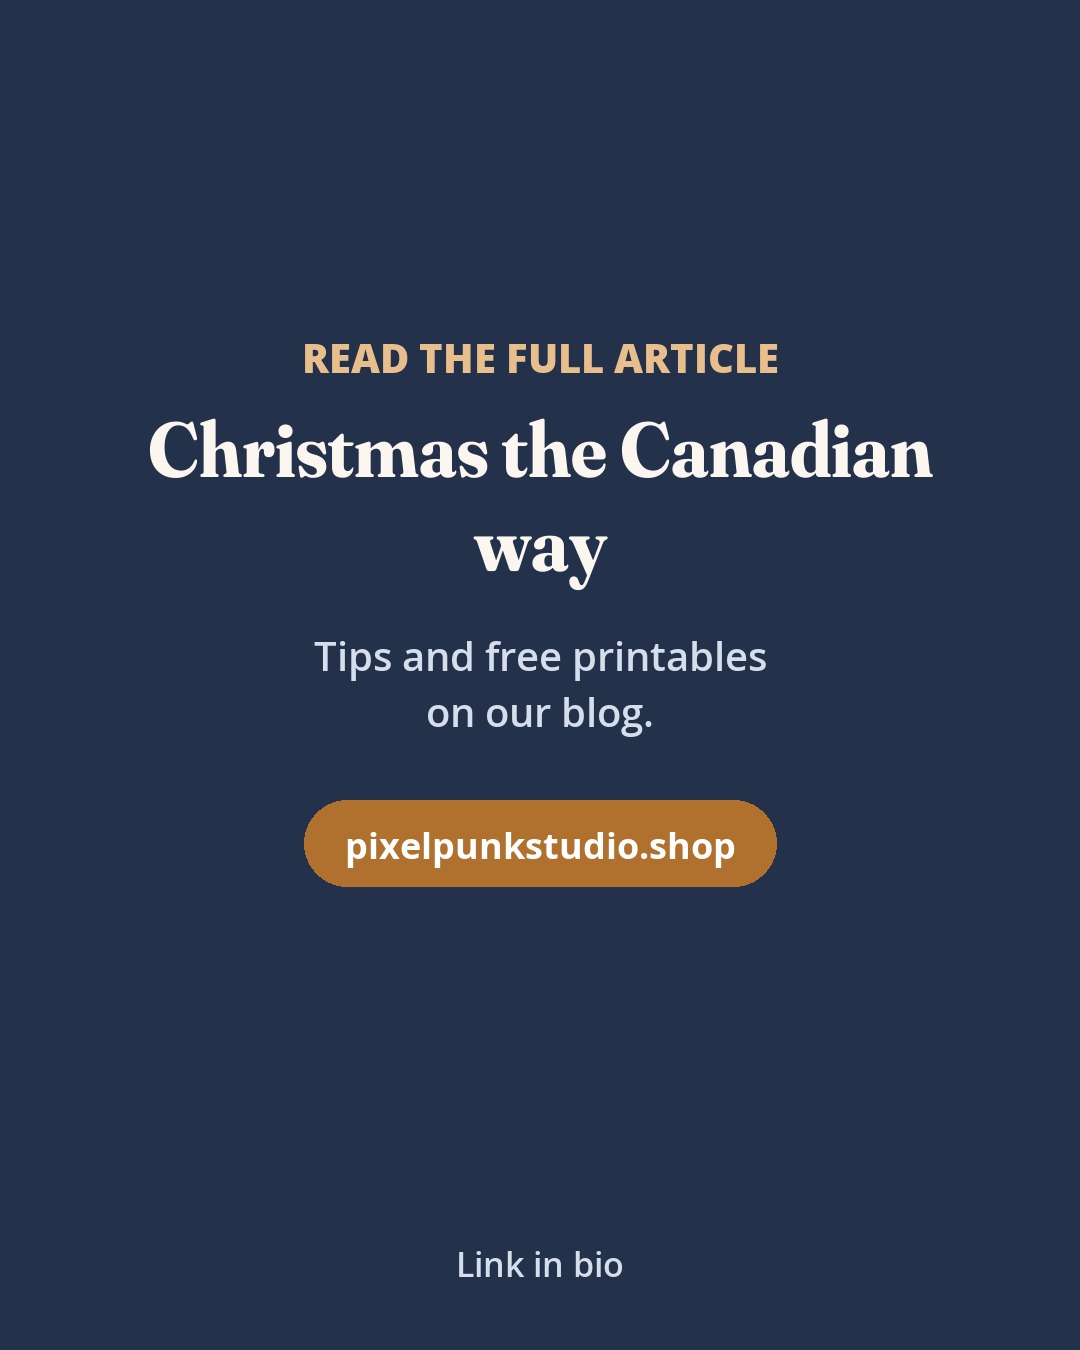 READ THE FULL ARTICLE
Christmas the Canadian
way
Tips and free printables
on our blog.
pixelpunkstudio.shop
Link in bio